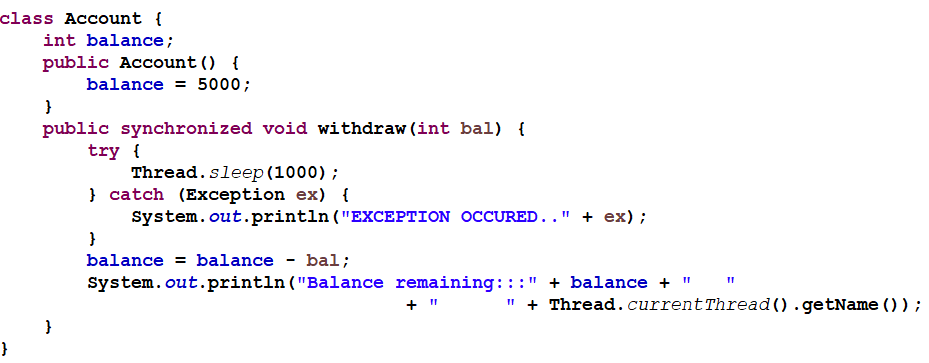 class Account {
    int balance;
    public Account() {
        balance = 5000;
    }
    public synchronized void withdraw(int bal) {
        try {
            Thread.sleep(1000);
        } catch (Exception ex) {
            System.out.println("EXCEPTION OCCURED.." + ex);
        }
        balance = balance - bal;
        System.out.println("Balance remaining:::" + balance + "   "
                                     + "      " + Thread.currentThread().getName());
    }
}